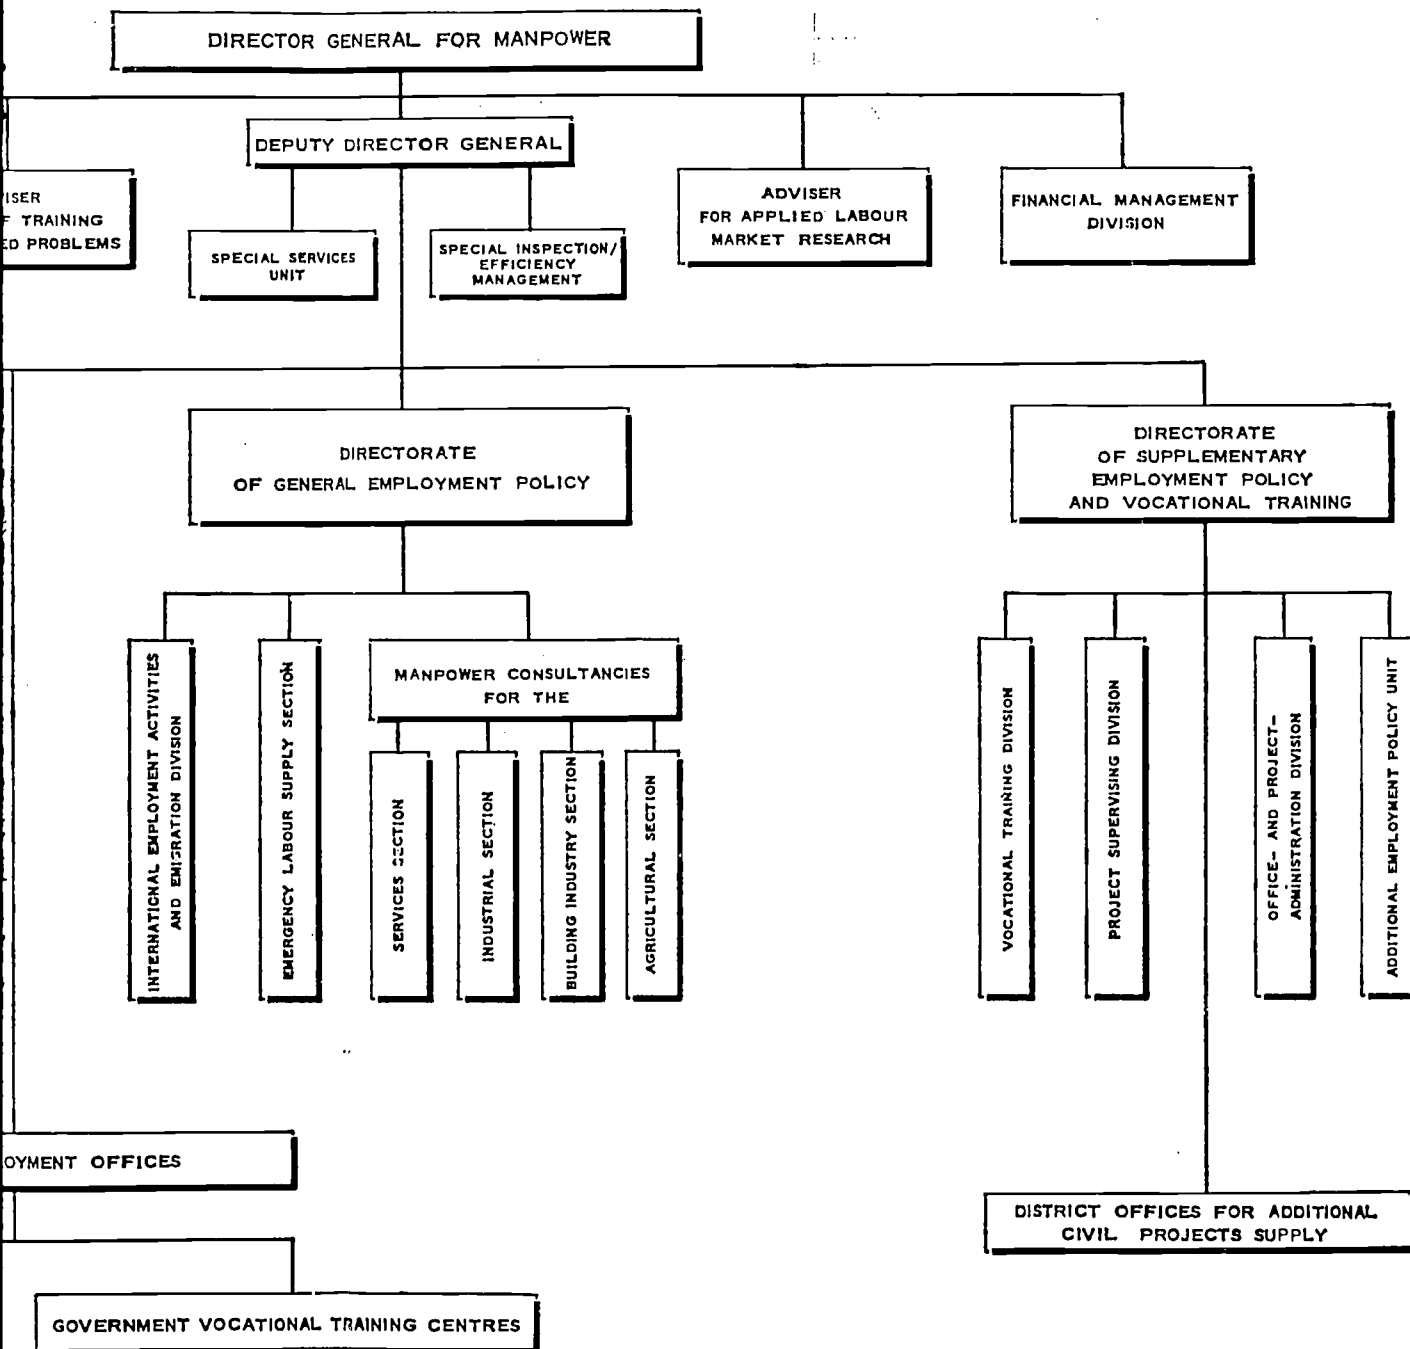 DIRECTOR GENERAL FOR MANPOWER
DEPUTY DIRECTOR GENERAL
TRAINING
PROBLEMS
SPECIAL SERVICES
UNIT
SPECIAL INSPECTION/
EFFICIENCY
MANAGEMENT
ADVISER
FOR APPLIED LABOUR
MARKET RESEARCH
FINANCIAL MANAGEMENT
DIVISION
DIRECTORATE
OF GENERAL EMPLOYMENT POLICY
DIRECTORATE
OF SUPPLEMENTARY
EMPLOYMENT POLICY
AND VOCATIONAL TRAINING
INTERNATIONAL EMPLOYMENT ACTIVITIES
AND EMIGRATION DIVISION
EMERGENCY LABOUR SUPPLY SECTION
MANPOWER CONSULTANCIES
FOR THE
SERVICES SECTION
INDUSTRIAL SECTION
BUILDING INDUSTRY SECTION
AGRICULTURAL SECTION
VOCATIONAL TRAINING DIVISION
PROJECT SUPERVISING DIVISION
OFFICE- AND PROJECT-
ADMINISTRATION DIVISION
ADDITIONAL EMPLOYMENT POLICY UNIT
OFFICES
DISTRICT OFFICES FOR ADDITIONAL
CIVIL PROJECTS SUPPLY
GOVERNMENT VOCATIONAL TRAINING CENTRES